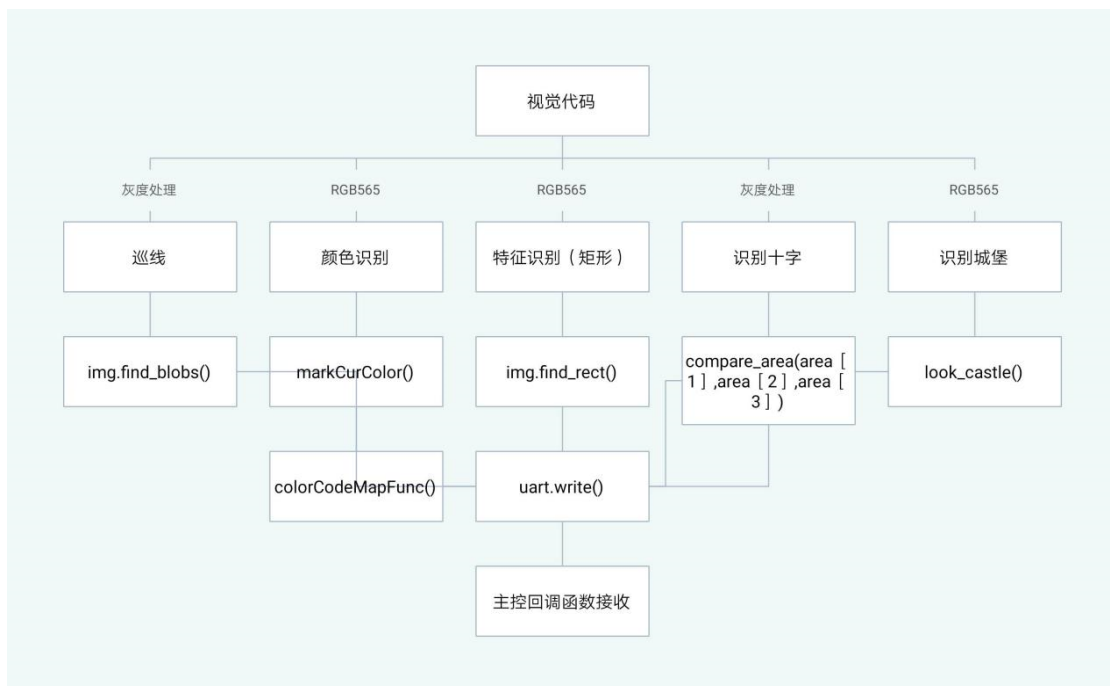 视觉代码
灰度处理
RGB565
RGB565
灰度处理
RGB565
巡线
颜色识别
特征识别（矩形）
识别十字
识别城堡
img.find_blobs()
markCurColor()
img.find_rect()
compare_area(area［
1］,area［2］,area［
3］)
look_castle()
colorCodeMapFunc()
uart.write()
主控回调函数接收